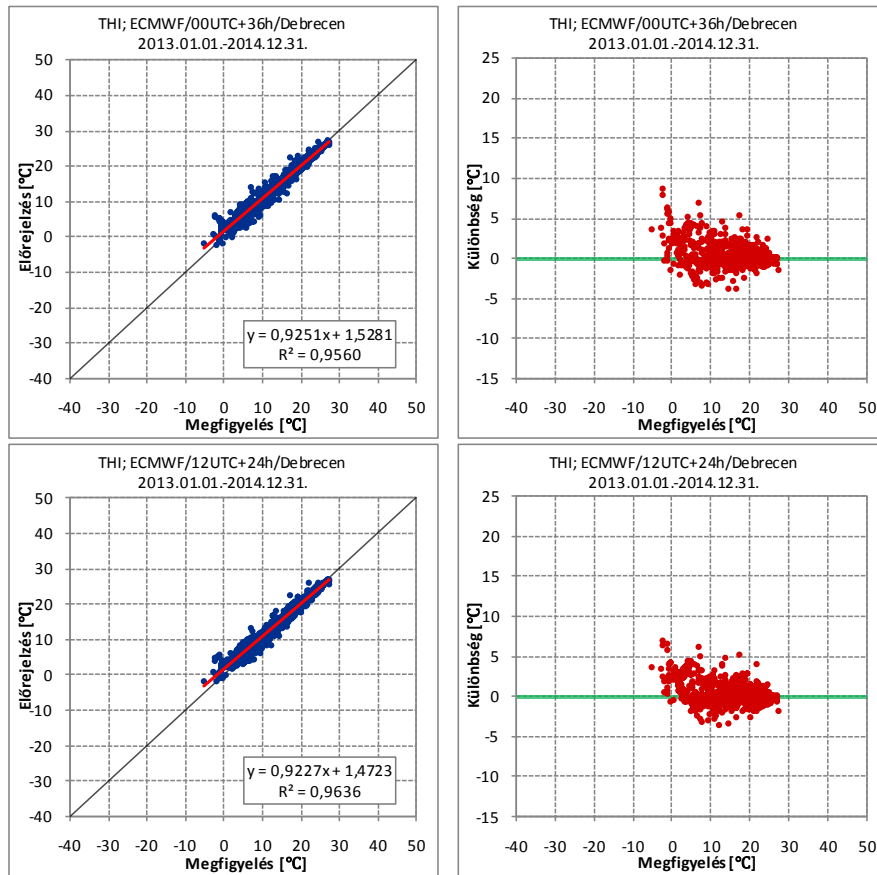 THI; ECMWF/00UTC+36h/Debrecen
2013.01.01.-2014.12.31.
50
40
30
20
10
0
-10
-20
-30
-40
Előrejelzés [°C]
y = 0,9251x + 1,5281
R² = 0,9560
-40 -30 -20 -10 0 10 20 30 40 50
Megfigyelés [°C]
THI; ECMWF/00UTC+36h/Debrecen
2013.01.01.-2014.12.31.
25
20
15
10
5
0
-5
-10
-15
Különbség [°C]
-40 -30 -20 -10 0 10 20 30 40 50
Megfigyelés [°C]
THI; ECMWF/12UTC+24h/Debrecen
2013.01.01.-2014.12.31.
50
40
30
20
10
0
-10
-20
-30
-40
Előrejelzés [°C]
y = 0,9227x + 1,4723
R² = 0,9636
-40 -30 -20 -10 0 10 20 30 40 50
Megfigyelés [°C]
THI; ECMWF/12UTC+24h/Debrecen
2013.01.01.-2014.12.31.
25
20
15
10
5
0
-5
-10
-15
Különbség [°C]
-40 -30 -20 -10 0 10 20 30 40 50
Megfigyelés [°C]